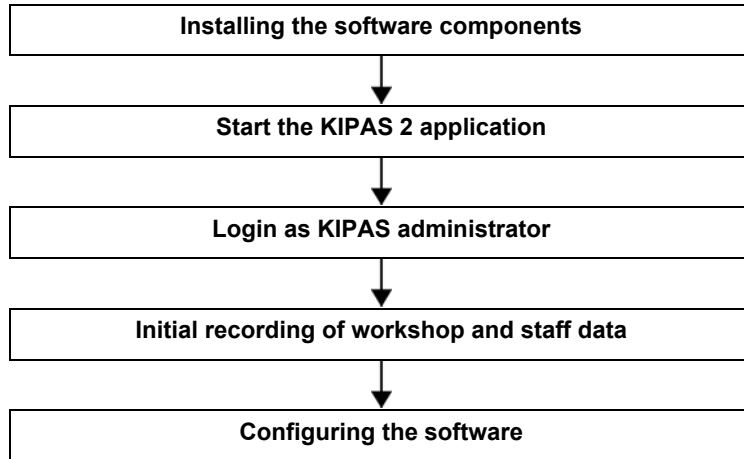 Installing the software components
Start the KIPAS 2 application
Login as KIPAS administrator
Initial recording of workshop and staff data
Configuring the software